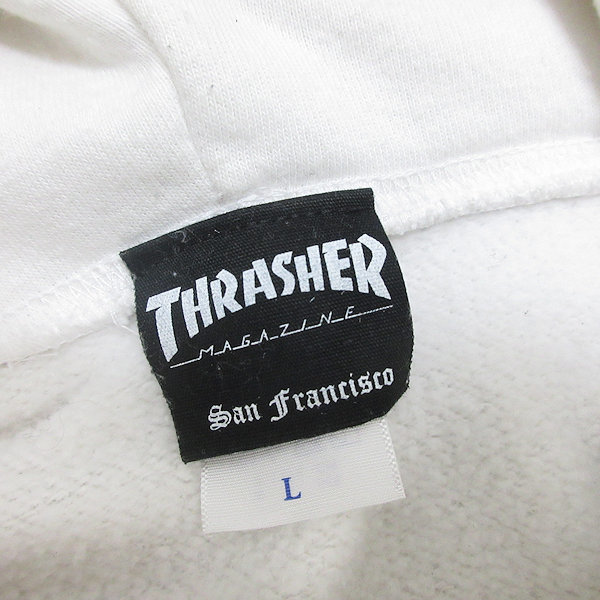 THRASHER
MAGAZINE
San Francisco
L